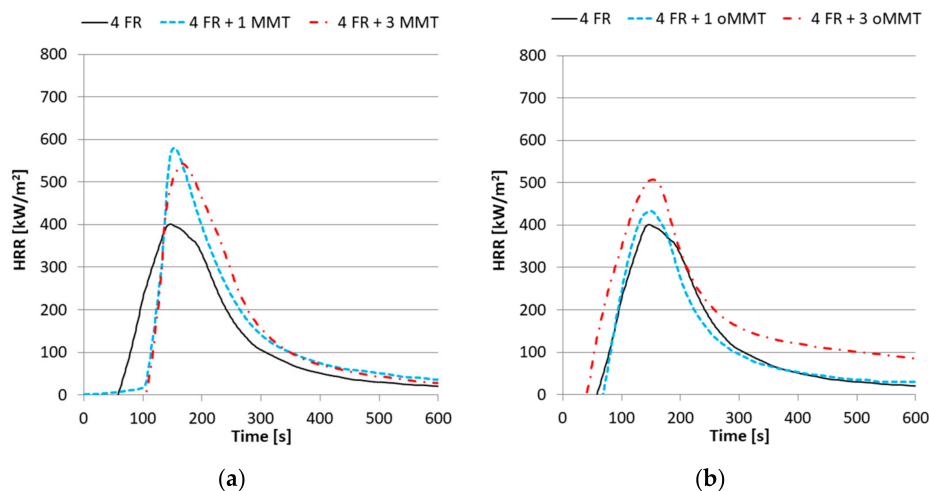 4 FR 4 FR + 1 MMT 4 FR + 3 MMT
800
700
600
500
400
300
200
100
0
HRR [kW/m²]
0 100 200 300 400 500 600
Time [s]
(a)
4 FR 4 FR + 1 oMMT 4 FR + 3 oMMT
800
700
600
500
400
300
200
100
0
HRR [kW/m²]
0 100 200 300 400 500 600
Time [s]
(b)